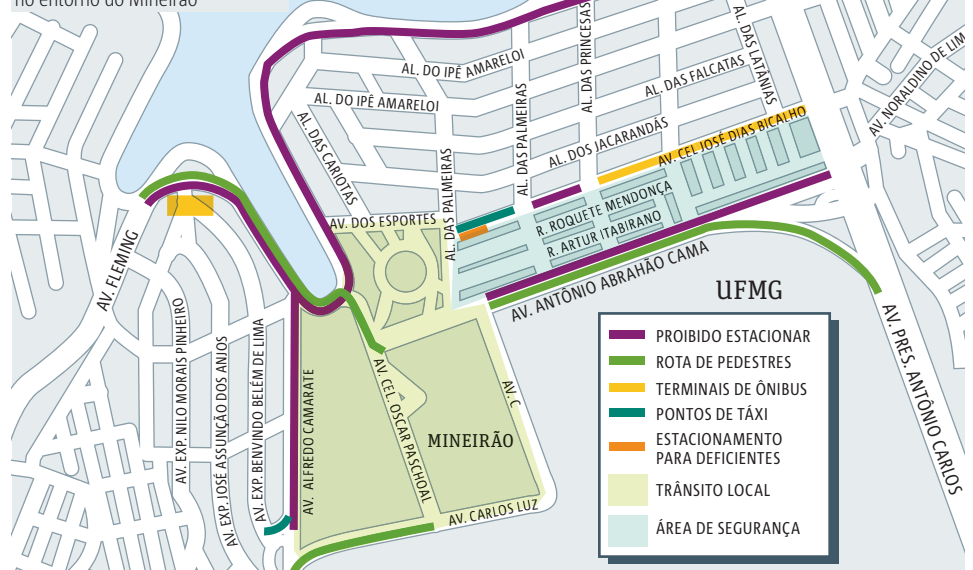 no entorno do Mineirão
AL. DO IPÊ AMARELOI
AL. DO IPÊ AMARELOI
AL. DAS CARIOTAS
AL. DAS PALMEIRAS
AL. DAS PALMEIRAS
AL. DAS PRINCESAS
AL. DAS FALCATAS
AL. DAS LATÂNIAS
AV. NORALDINO DE LIM
AL. DOS JACARANDÁS
AV. CEL JOSÉ DIAS BICALHO
AV. DOS ESPORTES
R. ROQUETE MENDONÇA
R. ARTUR ITABIRANO
AV. ANTÔNIO ABRAHÃO CAMA
AV. FLEMING
AV. EXP. NILO MORAIS PINHEIRO
AV. EXP. JOSÉ ASSUNÇÃO DOS ANJOS
AV. EXP. BENVINDO BELÉM DE LIMA
AV. ALFREDO CAMARATE
AV. CEL. OSCAR PASCHOAL
AV. C
MINEIRÃO
AV. CARLOS LUZ
UFMG
AV. PRES. ANTÔNIO CARLOS
PROIBIDO ESTACIONAR
ROTA DE PEDESTRES
TERMINAIS DE ÔNIBUS
PONTOS DE TÁXI
ESTACIONAMENTO
PARA DEFICIENTES
TRÂNSITO LOCAL
ÁREA DE SEGURANÇA